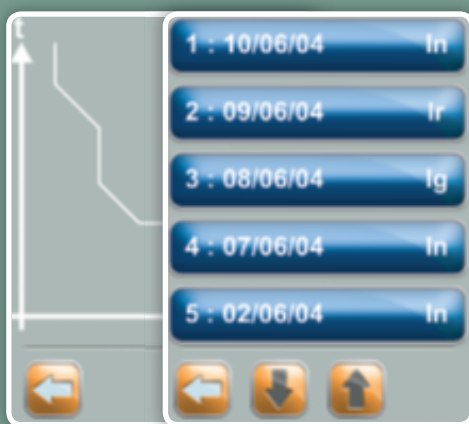 t
1 : 10/06/04 In
2 : 09/06/04 Ir
3 : 08/06/04 Ig
4 : 07/06/04 In
5 : 02/06/04 In